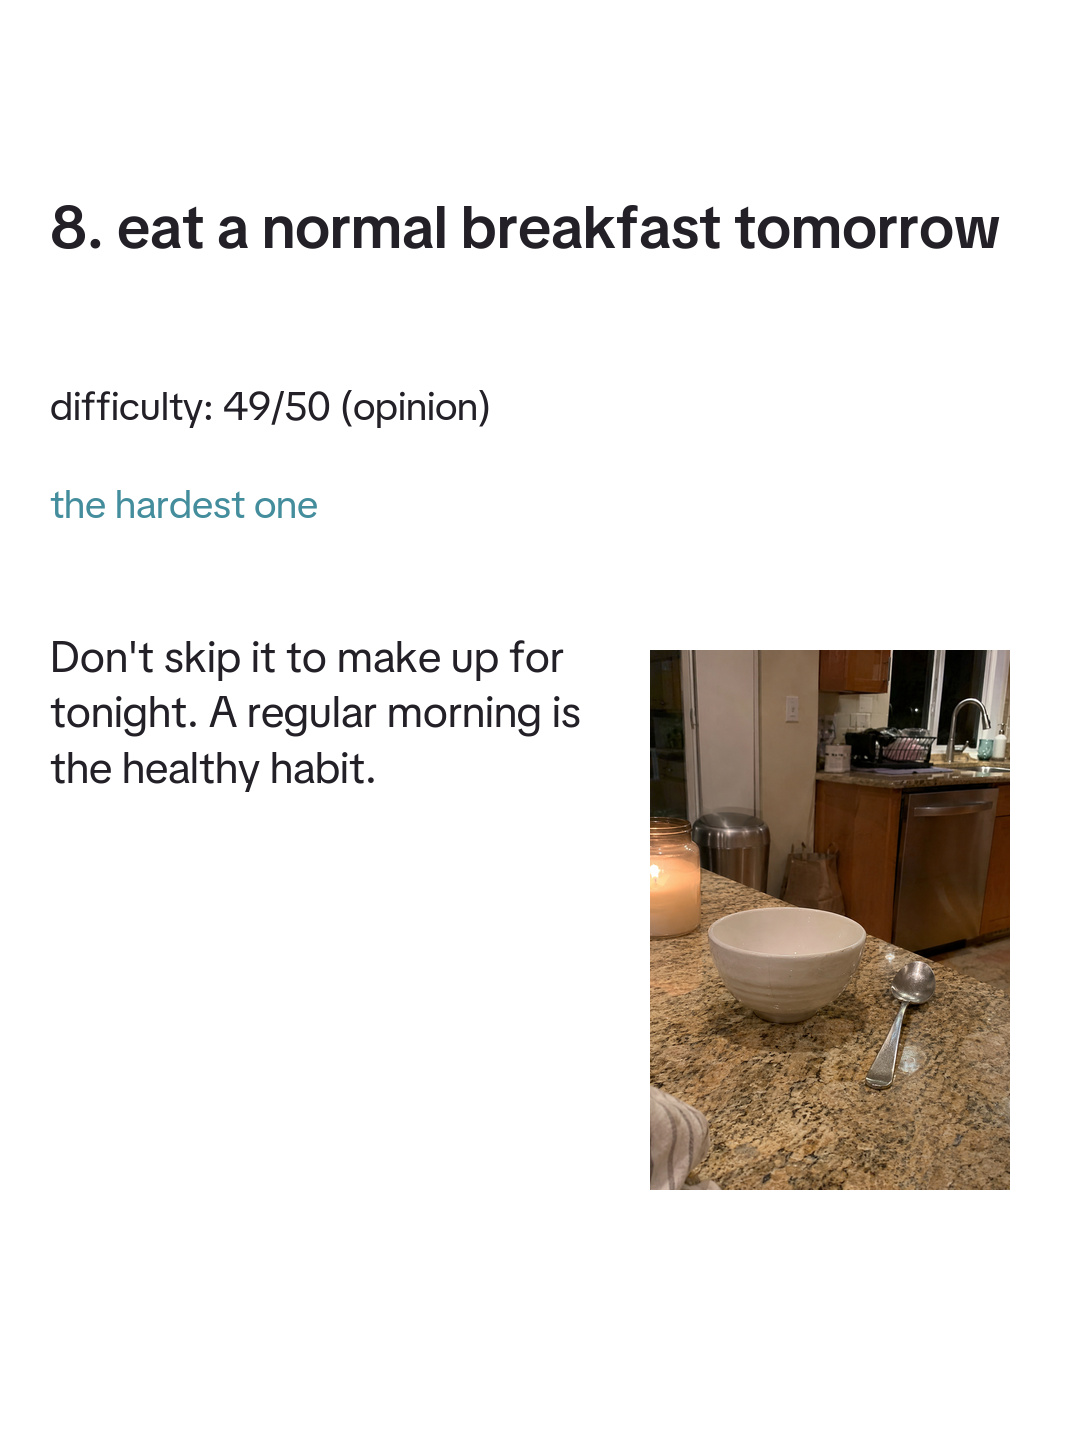 8. eat a normal breakfast tomorrow
difficulty: 49/50 (opinion)
the hardest one
Don't skip it to make up for
tonight. A regular morning is
the healthy habit.